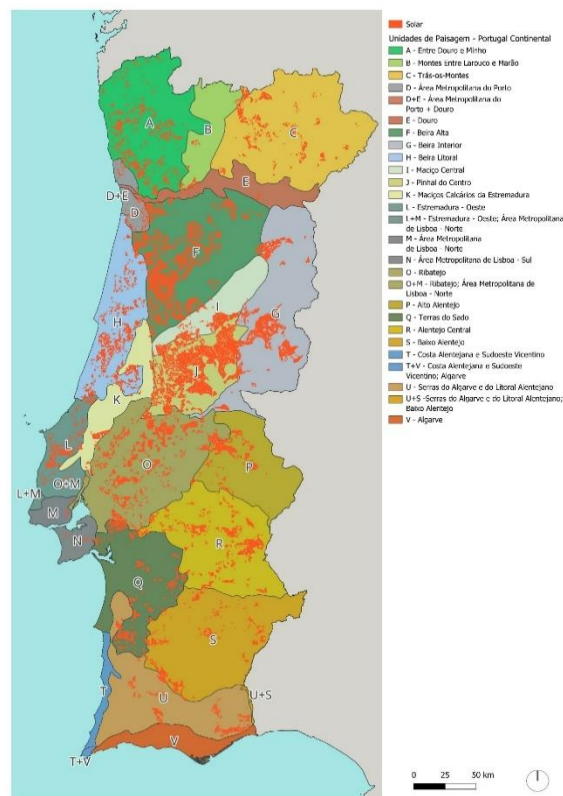 Solar
Unidades de Paisagem - Portugal Continental
A - Entre Douro e Minho
B - Montes Entre Larouco e Marão
C - Trás-os-Montes
D - Área Metropolitana do Porto
D+E - Área Metropolitana do
Porto + Douro
E - Douro
F - Beira Alta
G - Beira Interior
H - Beira Litoral
I - Maciço Central
J - Pinhal do Centro
K - Maciços Calcários da Estremadura
L - Estremadura - Oeste
L+M - Estremadura - Oeste; Área Metropolitana
de Lisboa - Norte
M - Área Metropolitana
de Lisboa - Norte
N - Área Metropolitana de Lisboa - Sul
O - Ribatejo
O+M - Ribatejo; Área Metropolitana de
Lisboa - Norte
P - Alto Alentejo
Q - Terras do Sado
R - Alentejo Central
S - Baixo Alentejo
T - Costa Alentejana e Sudoeste Vicentino
T+V - Costa Alentejana e Sudoeste
Vicentino; Algarve
U - Serras do Algarve e do Litoral Alentejano
U+S -Serras do Algarve e do Litoral Alentejano;
Baixo Alentejo
V - Algarve
A
B
C
D+E
D
E
F
G
H
I
J
K
L
O
P
O+M
L+M
M
N
R
Q
S
T
U
U+S
V
T+V
0 25 50 km